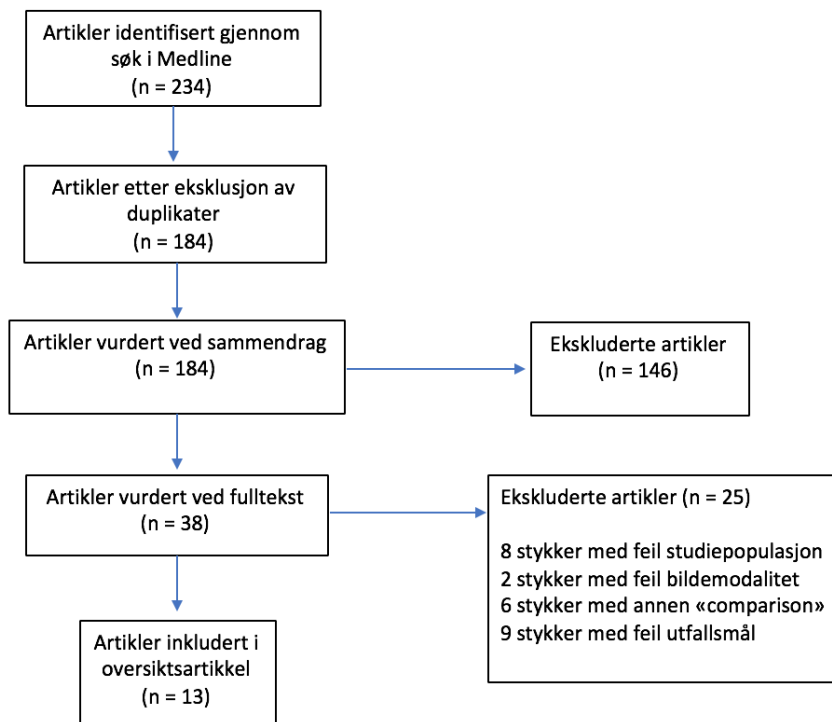 Artikler identifisert gjennom
søk i Medline
(n = 234)
Artikler etter eksklusjon av
duplikater
(n = 184)
Artikler vurdert ved sammendrag
(n = 184)
Ekskluderte artikler
(n = 146)
Artikler vurdert ved fulltekst
(n = 38)
Ekskluderte artikler (n = 25)
8 stykker med feil studiepopulasjon
2 stykker med feil bildemodalitet
6 stykker med annen «comparison»
9 stykker med feil utfallsmål
Artikler inkludert i
oversiktsartikkel
(n = 13)